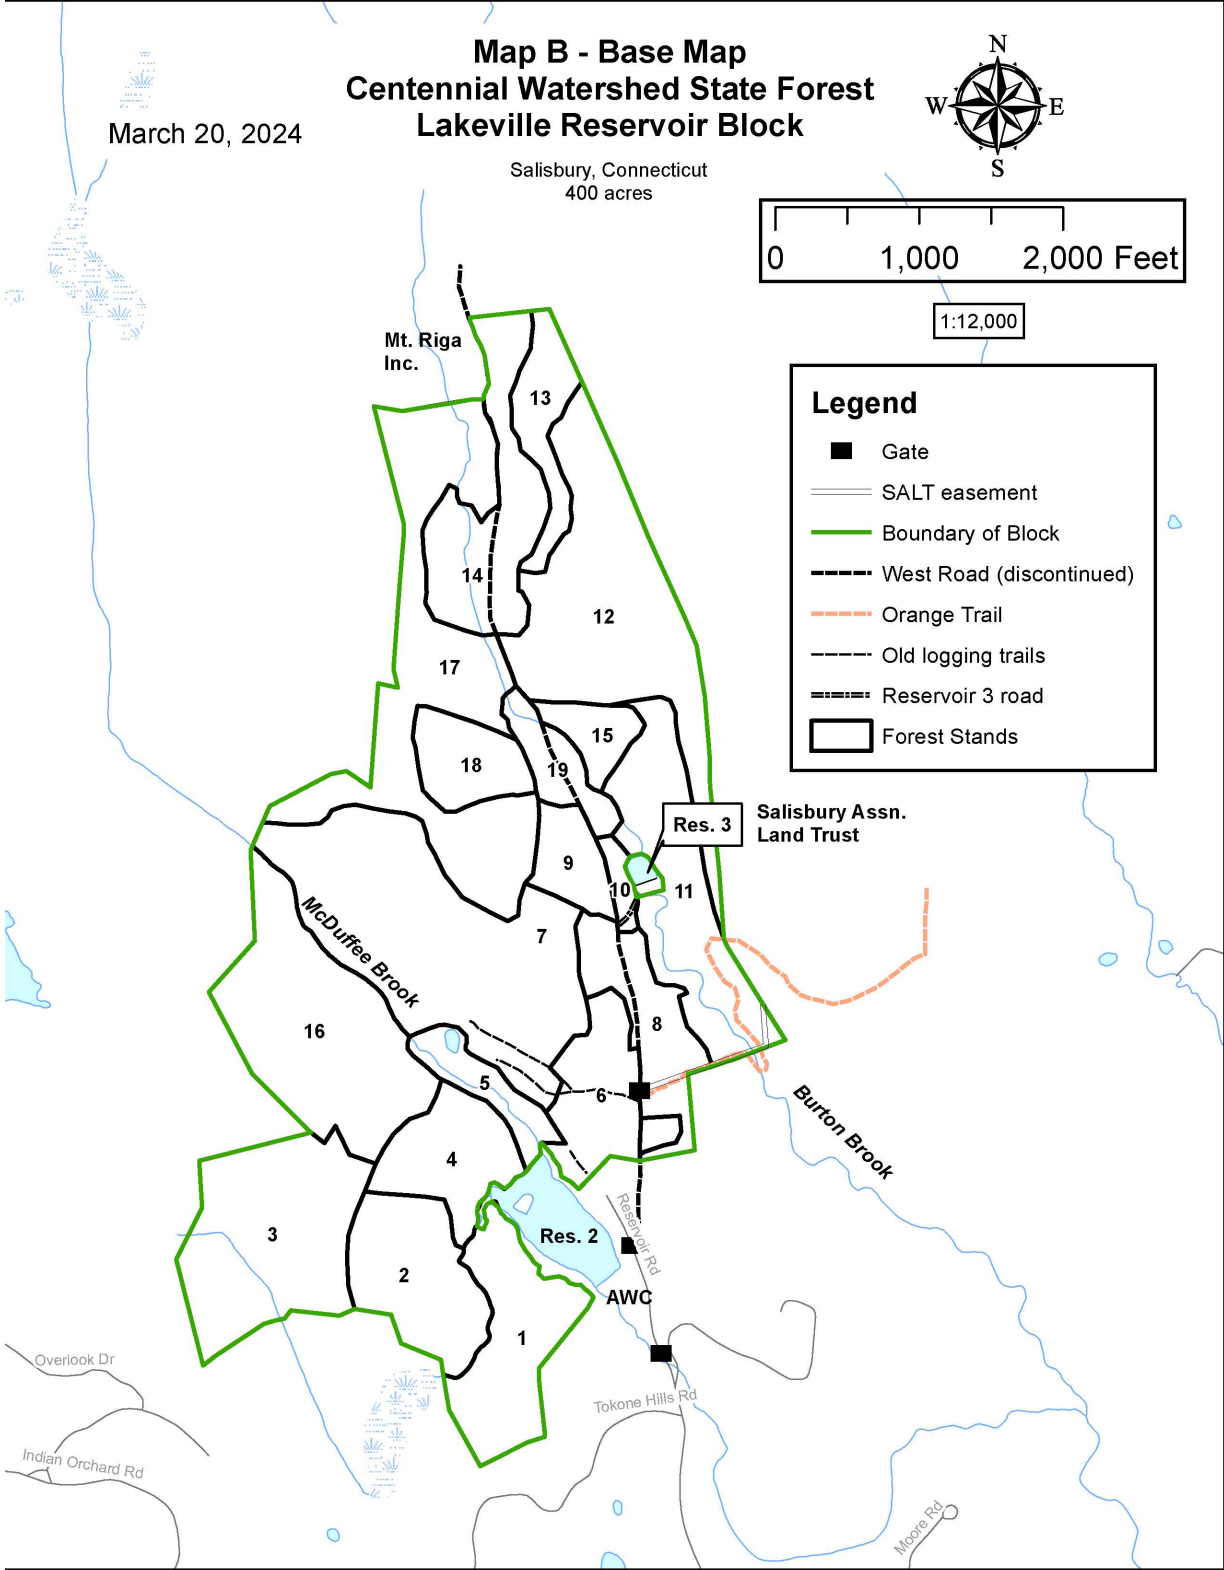 Map B - Base Map
Centennial Watershed State Forest
Lakeville Reservoir Block
March 20, 2024
Salisbury, Connecticut
400 acres
N
W
E
S
0
1,000
2,000 Feet
1:12,000
Legend
Gate
SALT easement
Boundary of Block
West Road (discontinued)
Orange Trail
Old logging trails
Reservoir 3 road
Forest Stands
Mt. Riga
Inc.
13
14
12
17
15
18
19
Res. 3
Salisbury Assn.
Land Trust
9
10
11
7
McDuffee Brook
16
8
5
6
Burton Brook
4
3
Res. 2
Reservoir Rd
2
AWC
1
Overlook Dr
Tokone Hills Rd
Indian Orchard Rd
Moore Rd